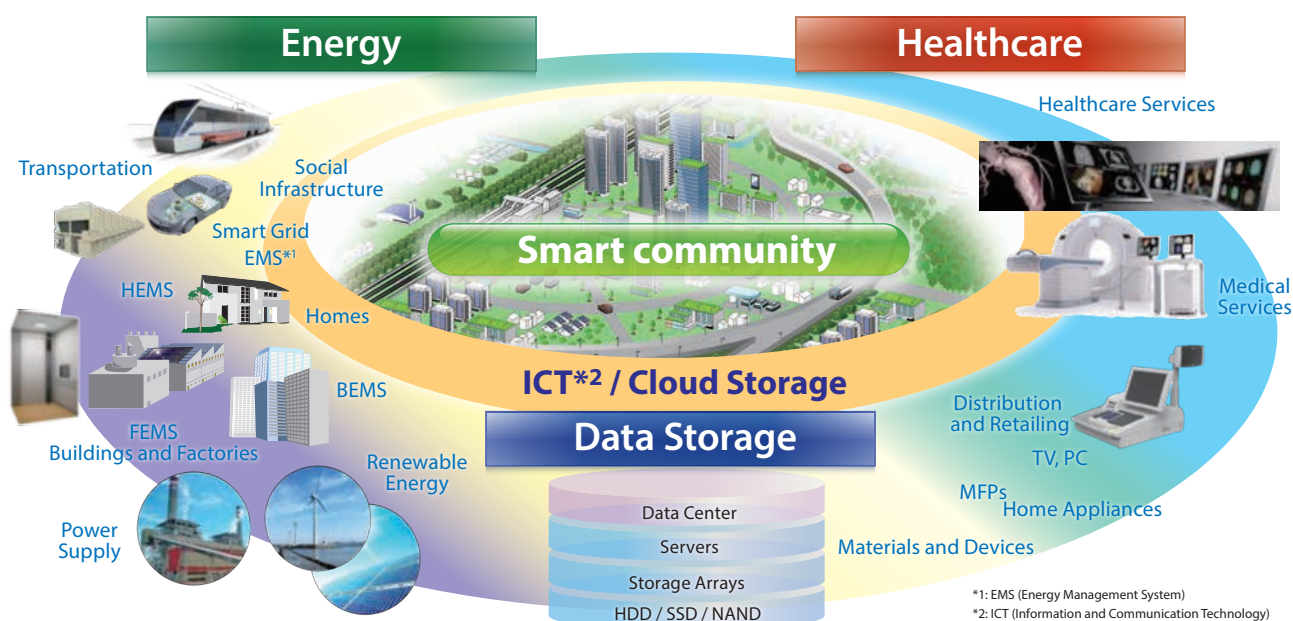 Energy
Healthcare
Healthcare Services
Transportation
Social
Infrastructure
Smart Grid
EMS*1
Smart community
HEMS
Homes
Medical
Services
ICT*2 / Cloud Storage
BEMS
Distribution
and Retailing
FEMS
Buildings and Factories
Data Storage
TV, PC
Renewable
Energy
MFPs
Home Appliances
Data Center
Power
Supply
Servers
Materials and Devices
Storage Arrays
HDD / SSD / NAND
*1: EMS (Energy Management System)
*2: ICT (Information and Communication Technology)